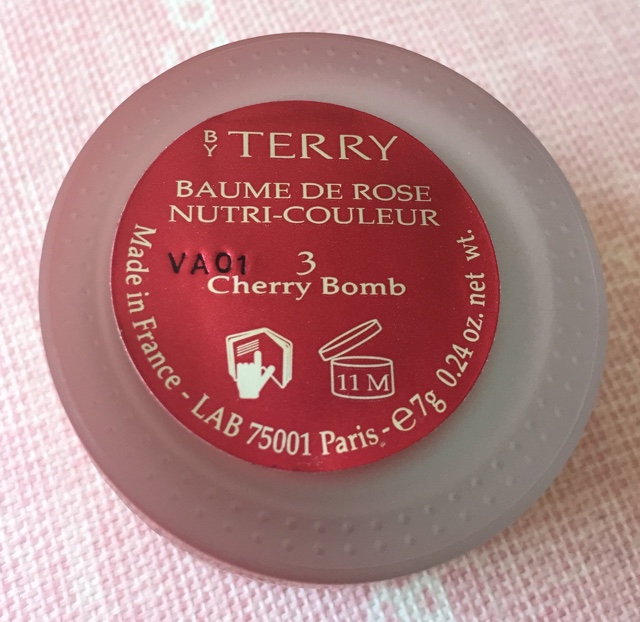 BY TERRY
BAUME DE ROSE
NUTRI-COULEUR
VA01
3
Cherry Bomb
11 M
Made in France - LAB 75001 Paris - ℮7g 0.24 oz. net wt.